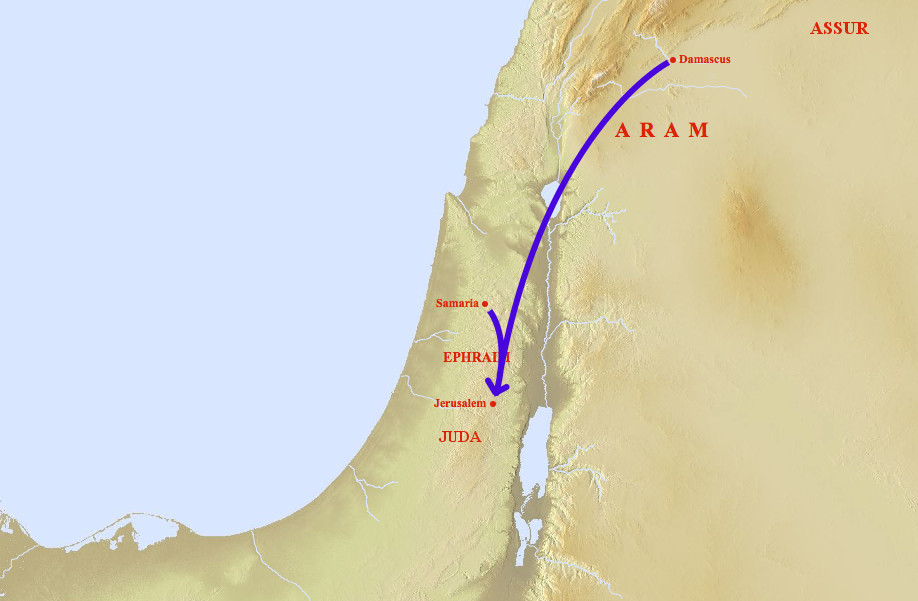 ASSUR
Damascus
A R A M
Samaria
EPHRAIM
Jerusalem
JUDA